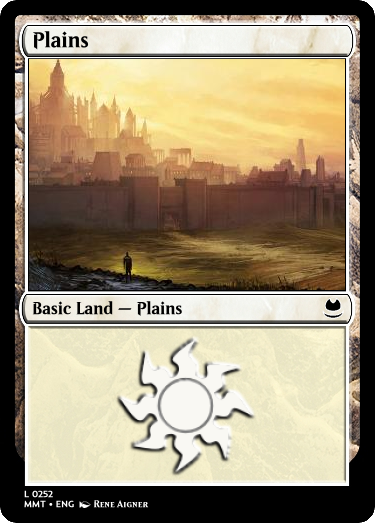 Plains
Basic Land — Plains
L 0252
MMT • ENG Rene Aigner